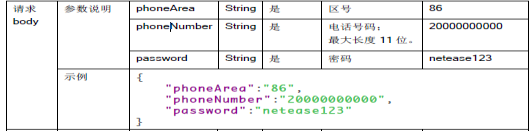 请求 body
参数说明
phoneArea String 是 区号 86
phoneNumber String 是 电话号码； 最大长度 11 位。 20000000000
password String 是 密码 netease123
示例
{
"phoneArea":"86",
"phoneNumber":"20000000000",
"password":"netease123"
}